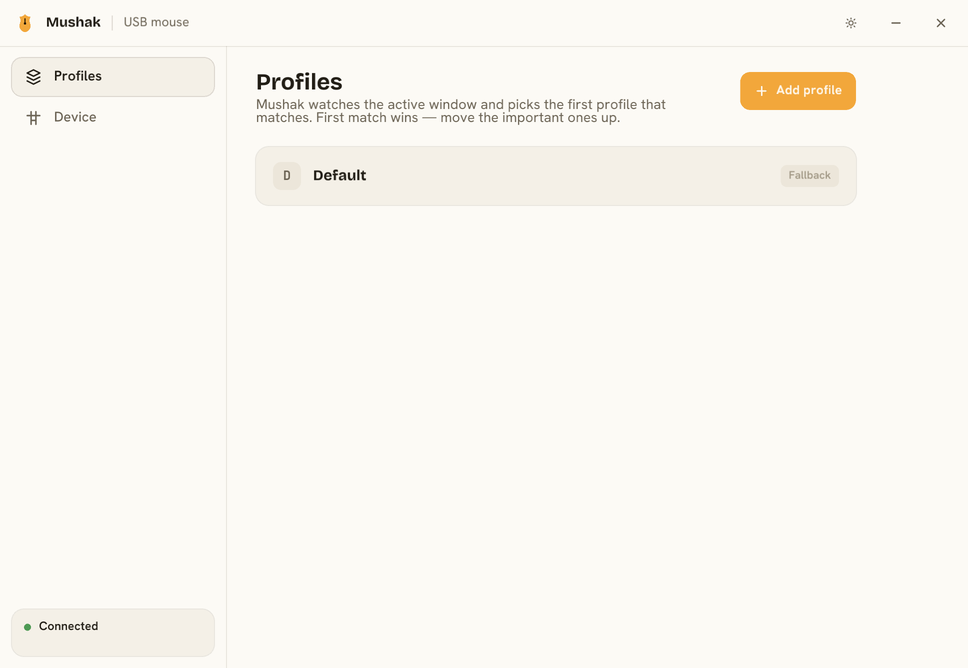 Mushak
USB mouse
Profiles
Device
Profiles
Mushak watches the active window and picks the first profile that
matches. First match wins — move the important ones up.
+ Add profile
D
Default
Fallback
Connected